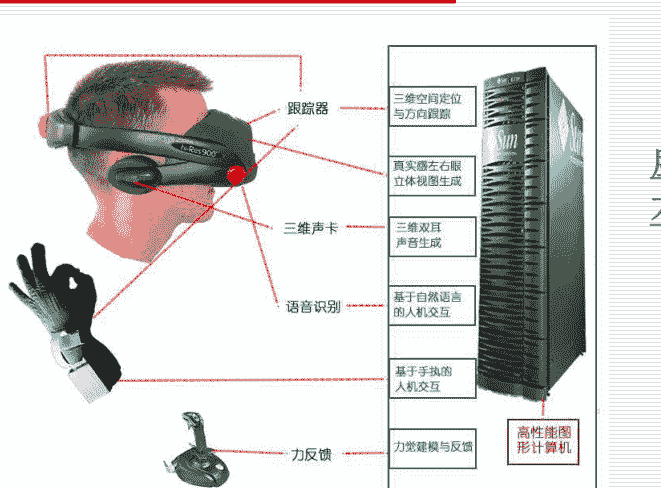 跟踪器
三维空间定位
与方向跟踪
Hi-Res900
真实感左右眼
立体视图生成
Sun
Sun
三维声卡
三维双耳
声音生成
语音识别
基于自然语言
的人机交互
基于手执的
人机交互
力反馈
力觉建模与反馈
高性能图
形计算机